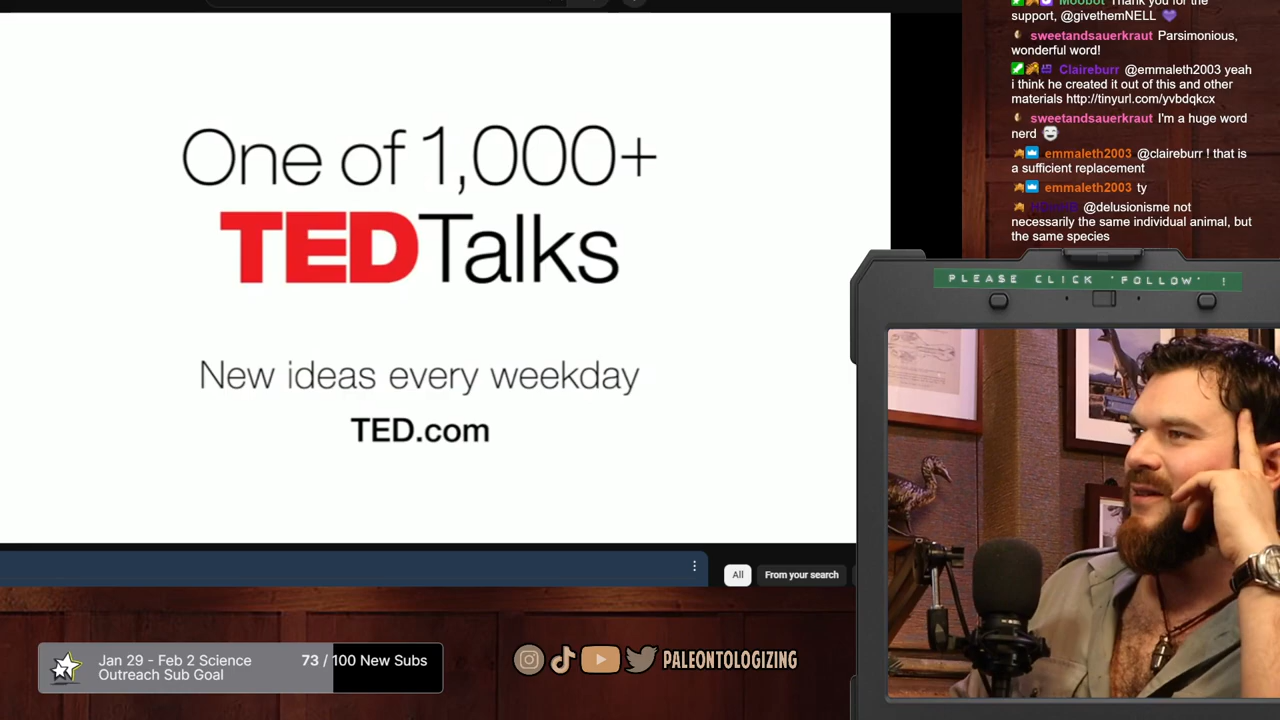 One of 1,000+
TEDTalks
New ideas every weekday
TED.com
All
From your search
support, @givethemNELL
sweetandsauerkraut Parsimonious,
wonderful word!
Claireburr @emmaleth2003 yeah
i think he created it out of this and other
materials http://tinyurl.com/yvbdqkcx
sweetandsauerkraut I'm a huge word
nerd
emmaleth2003 @claireburr ! that is
a sufficient replacement
emmaleth2003 ty
@delusionisme not
necessarily the same individual animal, but
the same species
PLEASE CLICK 'FOLLOW' !
Jan 29 - Feb 2 Science
Outreach Sub Goal
73 / 100 New Subs
PALEONTOLOGIZING